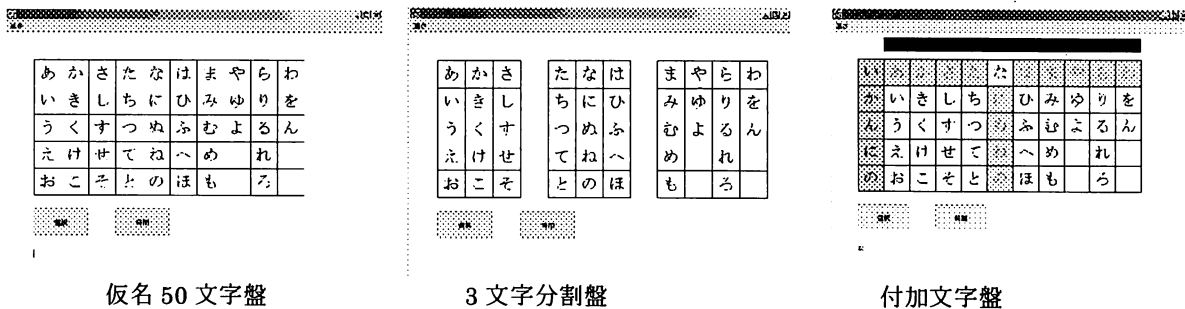 あ か さ た な は ま や ら わ
い き し ち に ひ み ゆ り を
う く す つ ぬ ふ む よ る ん
え け せ て ね へ め れ
お こ そ と の ほ も ろ
仮名 50 文字盤
あ か さ た な は ま や ら わ
い き し ち に ひ み ゆ り を
う く す つ ぬ ふ む よ る ん
え け せ て ね へ め れ
お こ そ と の ほ も ろ
3 文字分割盤
い な
か い き し ち ひ み ゆ り を
ん う く す つ ふ む よ る ん
に え け せ て へ め れ
の お こ そ と の ほ も ろ
付加文字盤